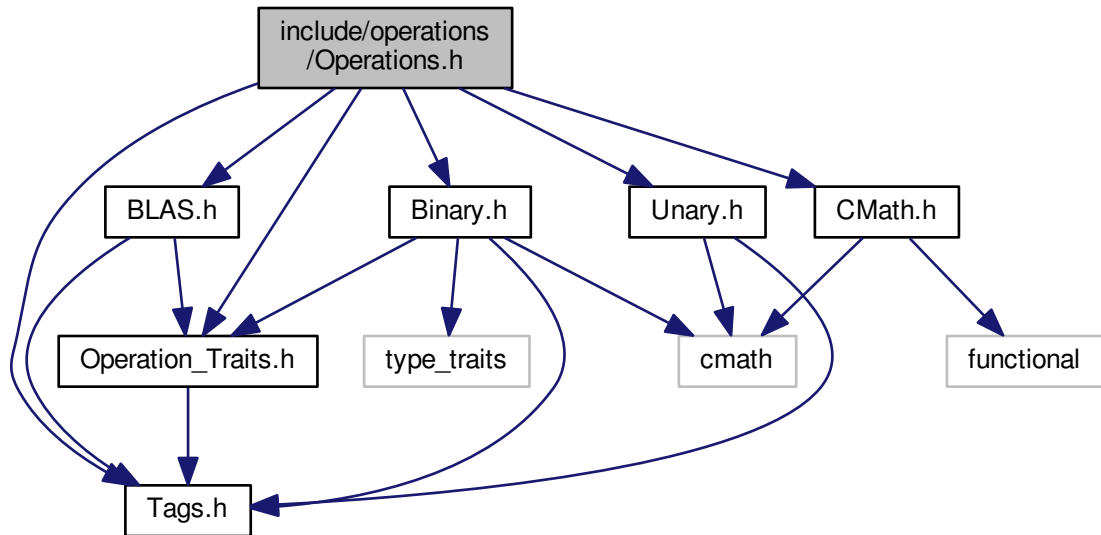 include/operations
/Operations.h
BLAS.h
Binary.h
Unary.h
CMath.h
Operation_Traits.h
type_traits
cmath
functional
Tags.h